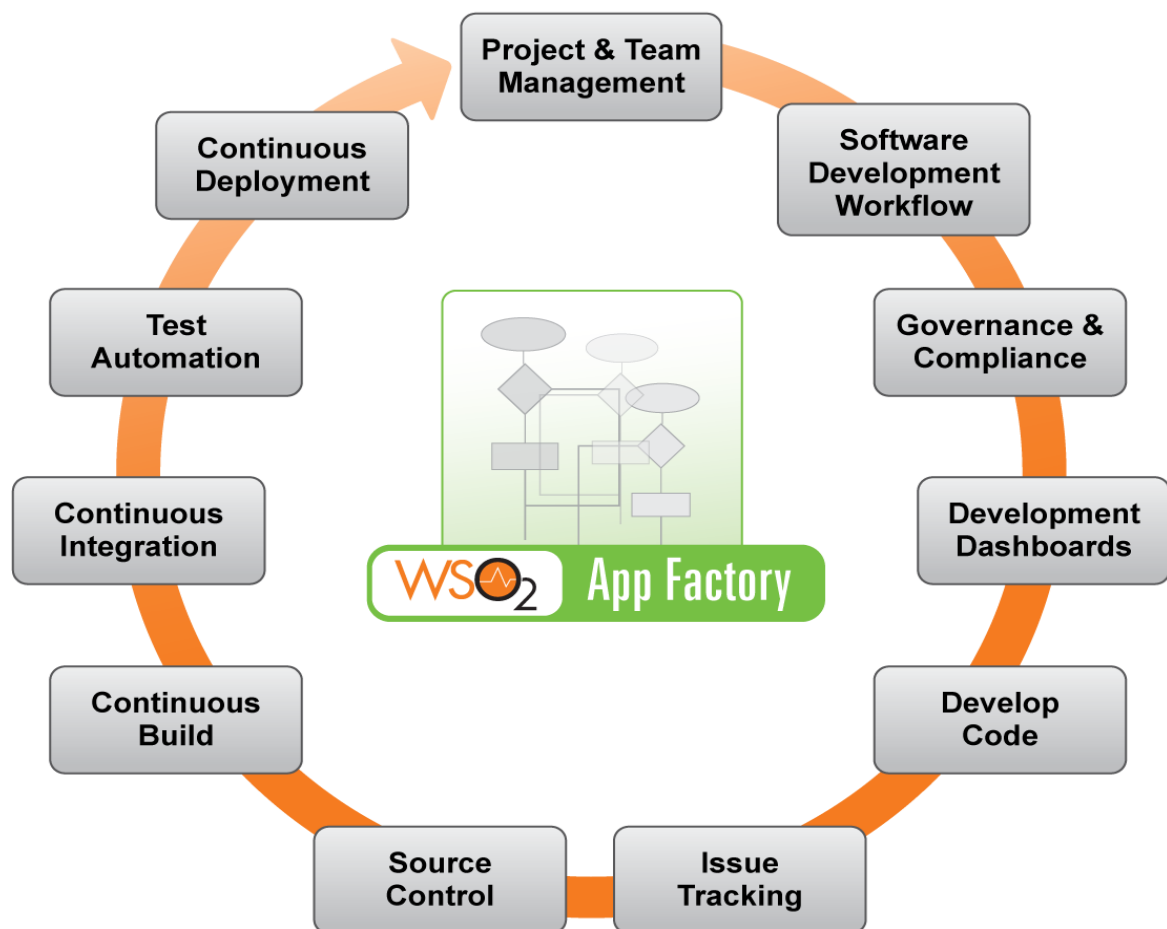 Project & Team
Management
Software
Development
Workflow
Governance &
Compliance
Development
Dashboards
Develop
Code
Issue
Tracking
Source
Control
Continuous
Build
Continuous
Integration
Test
Automation
Continuous
Deployment
WSO2 App Factory